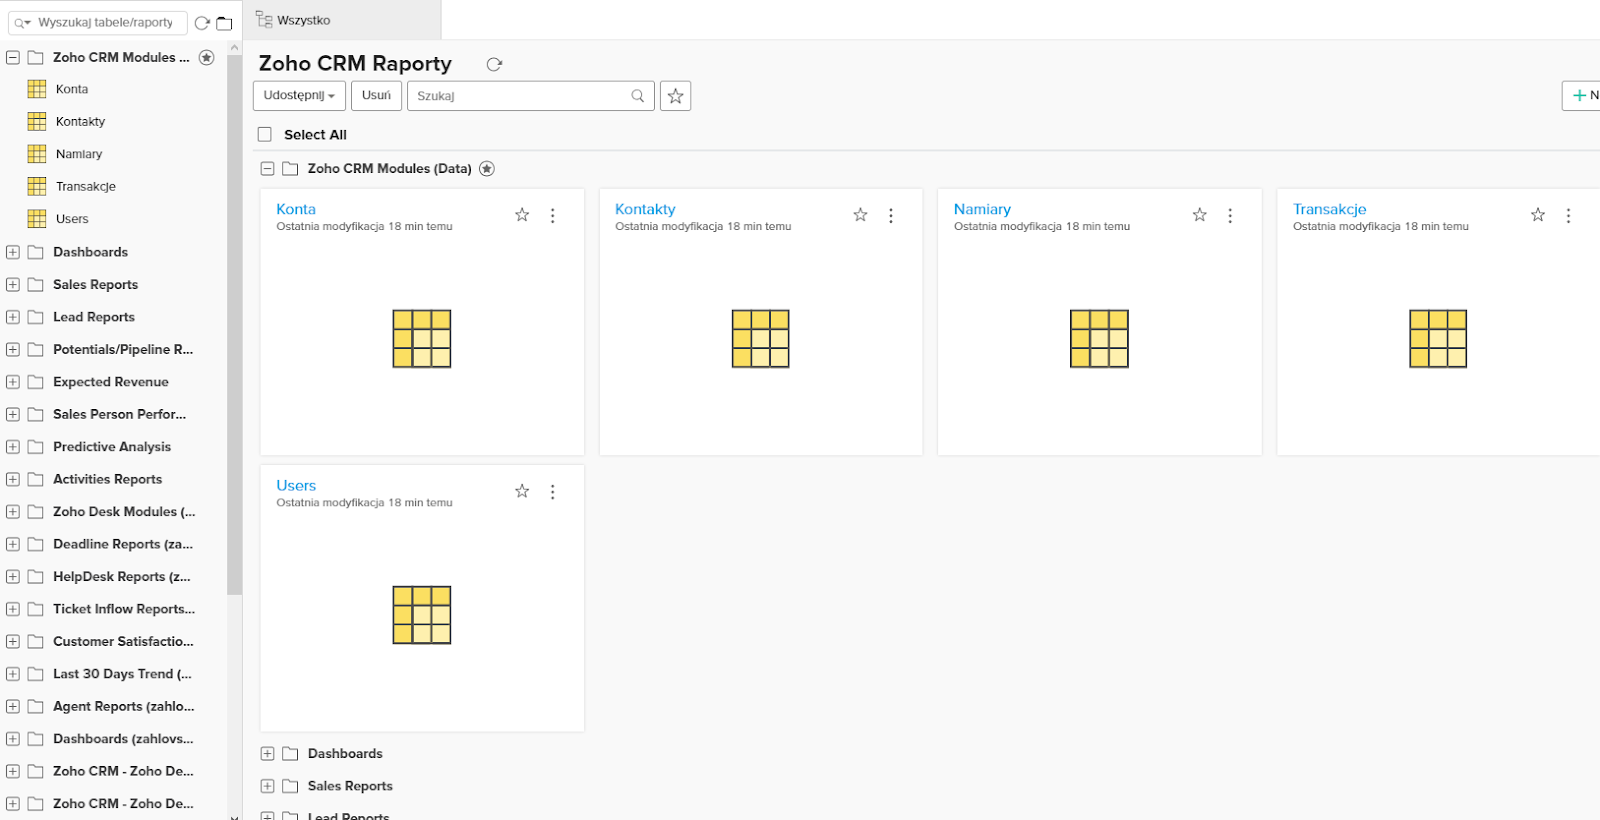 Wyszukaj tabele/raporty
Zoho CRM Modules ...
Konta
Kontakty
Namiary
Transakcje
Users
Dashboards
Sales Reports
Lead Reports
Potentials/Pipeline R...
Expected Revenue
Sales Person Perfor...
Predictive Analysis
Activities Reports
Zoho Desk Modules (...
Deadline Reports (za...
HelpDesk Reports (z...
Ticket Inflow Reports...
Customer Satisfactio...
Last 30 Days Trend (...
Agent Reports (zahlo...
Dashboards (zahlovs...
Zoho CRM - Zoho De...
Zoho CRM - Zoho De...
Wszystko
Zoho CRM Raporty
Udostępnij Usuń Szukaj N
Select All
Zoho CRM Modules (Data)
Konta
Ostatnia modyfikacja 18 min temu
Kontakty
Ostatnia modyfikacja 18 min temu
Namiary
Ostatnia modyfikacja 18 min temu
Transakcje
Ostatnia modyfikacja 18 min temu
Users
Ostatnia modyfikacja 18 min temu
Dashboards
Sales Reports
Lead Reports